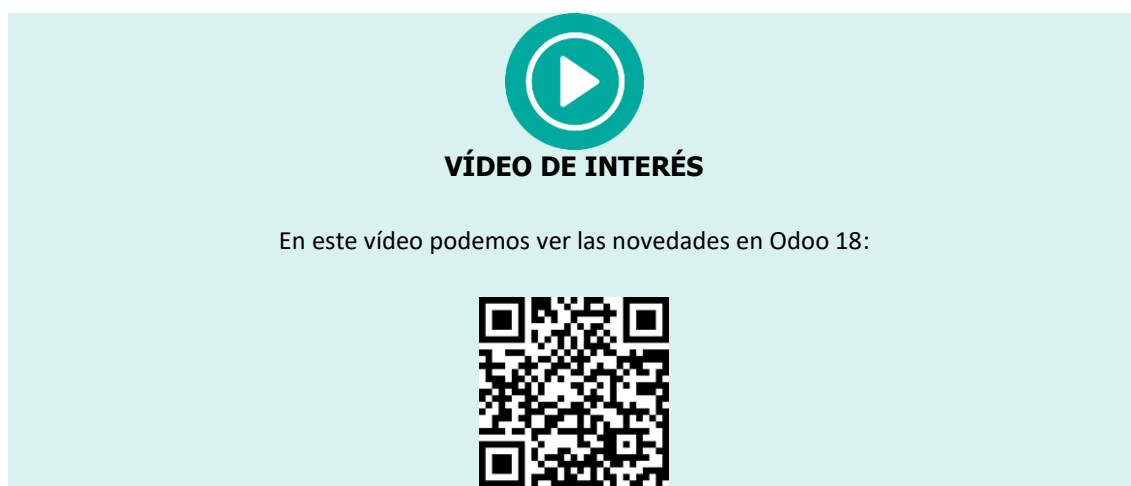 VÍDEO DE INTERÉS
En este vídeo podemos ver las novedades en Odoo 18: